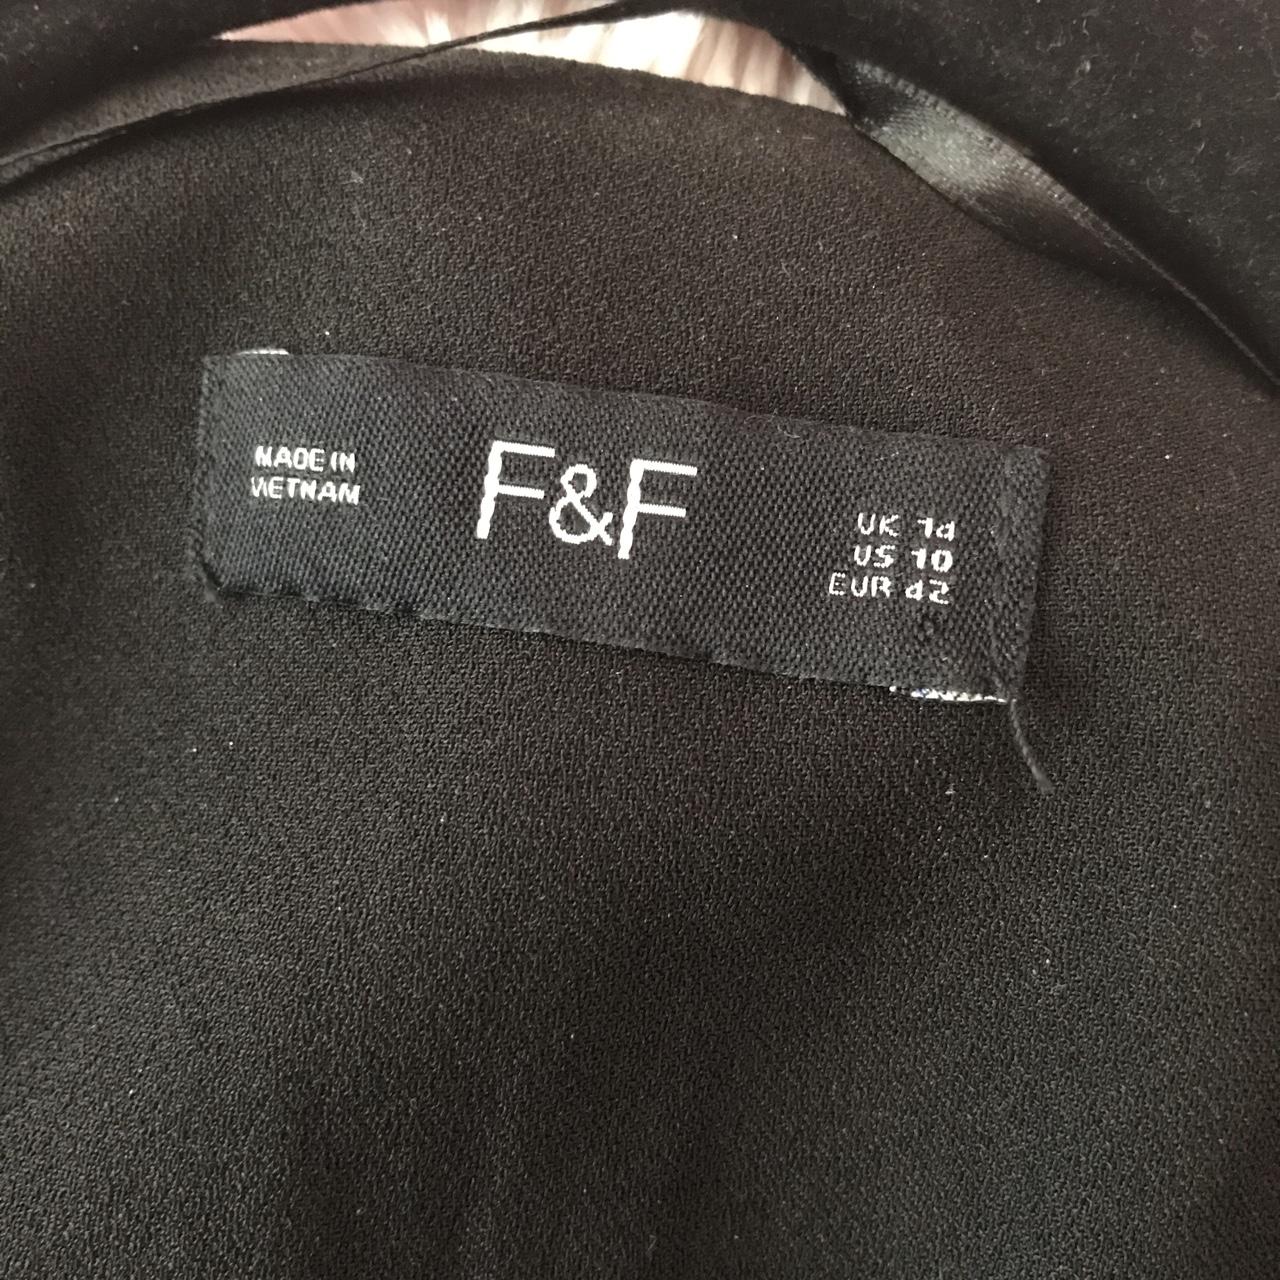 MADE IN
VIETNAM
F&F
UK 14
US 10
EUR 42